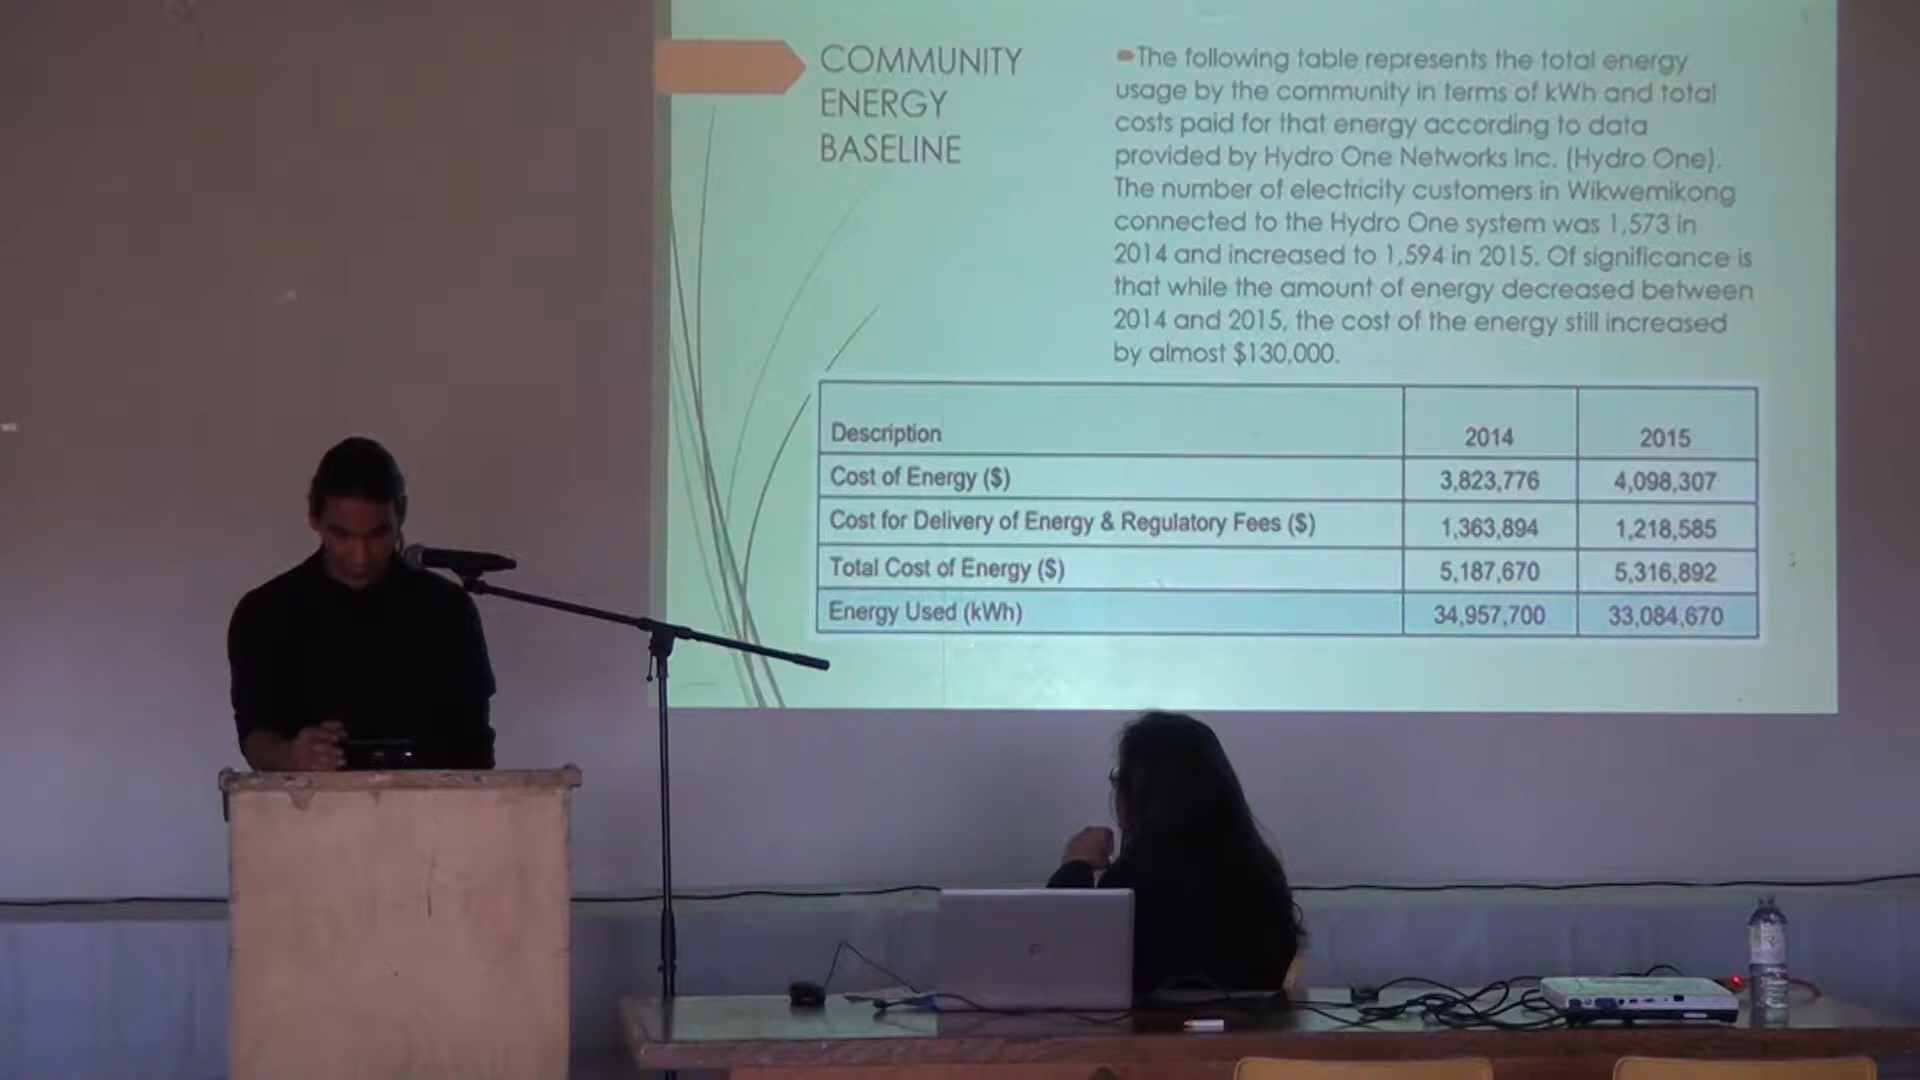 COMMUNITY
ENERGY
BASELINE
The following table represents the total energy
usage by the community in terms of kWh and total
costs paid for that energy according to data
provided by Hydro One Networks Inc. (Hydro One).
The number of electricity customers in Wikwemikong
connected to the Hydro One system was 1,573 in
2014 and increased to 1,594 in 2015. Of significance is
that while the amount of energy decreased between
2014 and 2015, the cost of the energy still increased
by almost $130,000.
Description 2014 2015
Cost of Energy ($) 3,823,776 4,098,307
Cost for Delivery of Energy & Regulatory Fees ($) 1,363,894 1,218,585
Total Cost of Energy ($) 5,187,670 5,316,892
Energy Used (kWh) 34,957,700 33,084,670